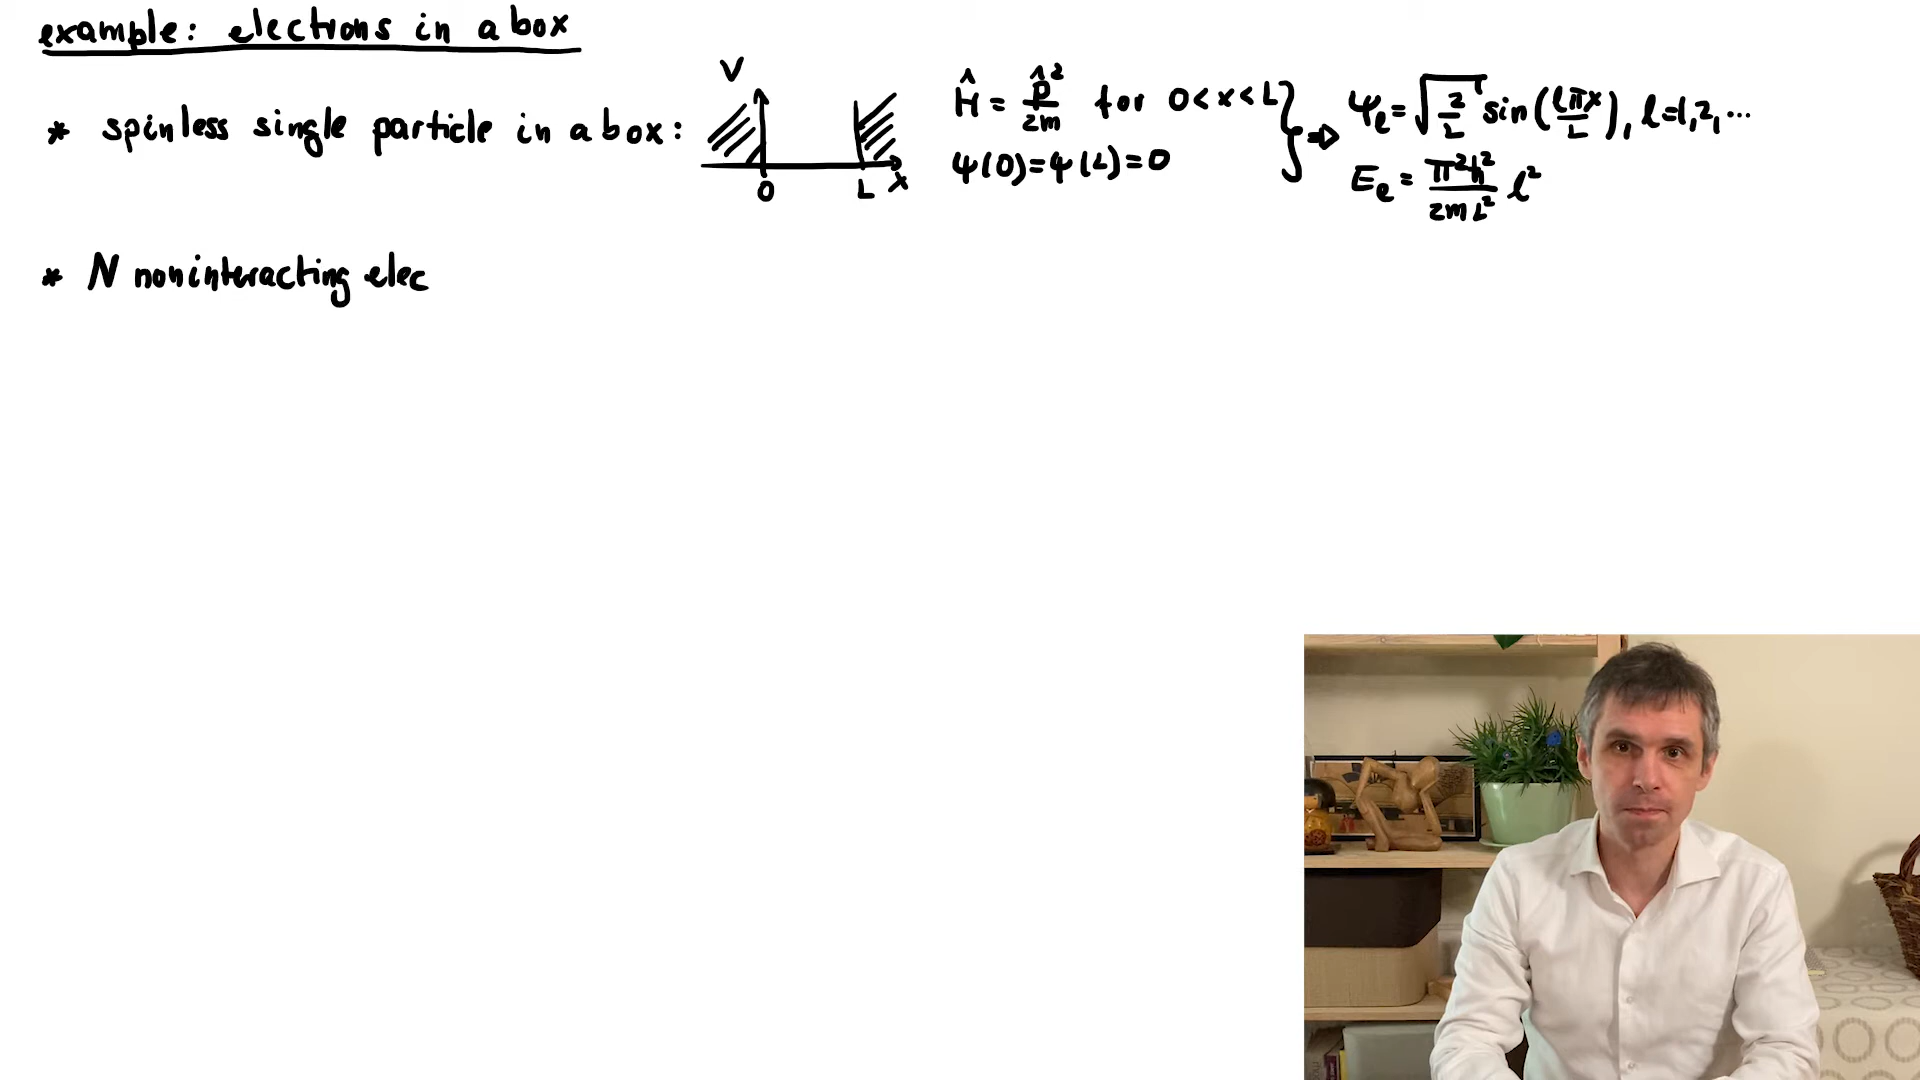 example: electrons in a box
* spinless single particle in a box:
V
0 L x
Ĥ = p̂²/2m for 0<x<L
ψ(0)=ψ(L)=0
} ⇒ ψ_ℓ = √(2/L) sin(ℓπx/L), ℓ=1,2,...
E_ℓ = π²ħ²/2mL² ℓ²
* N noninteracting elec